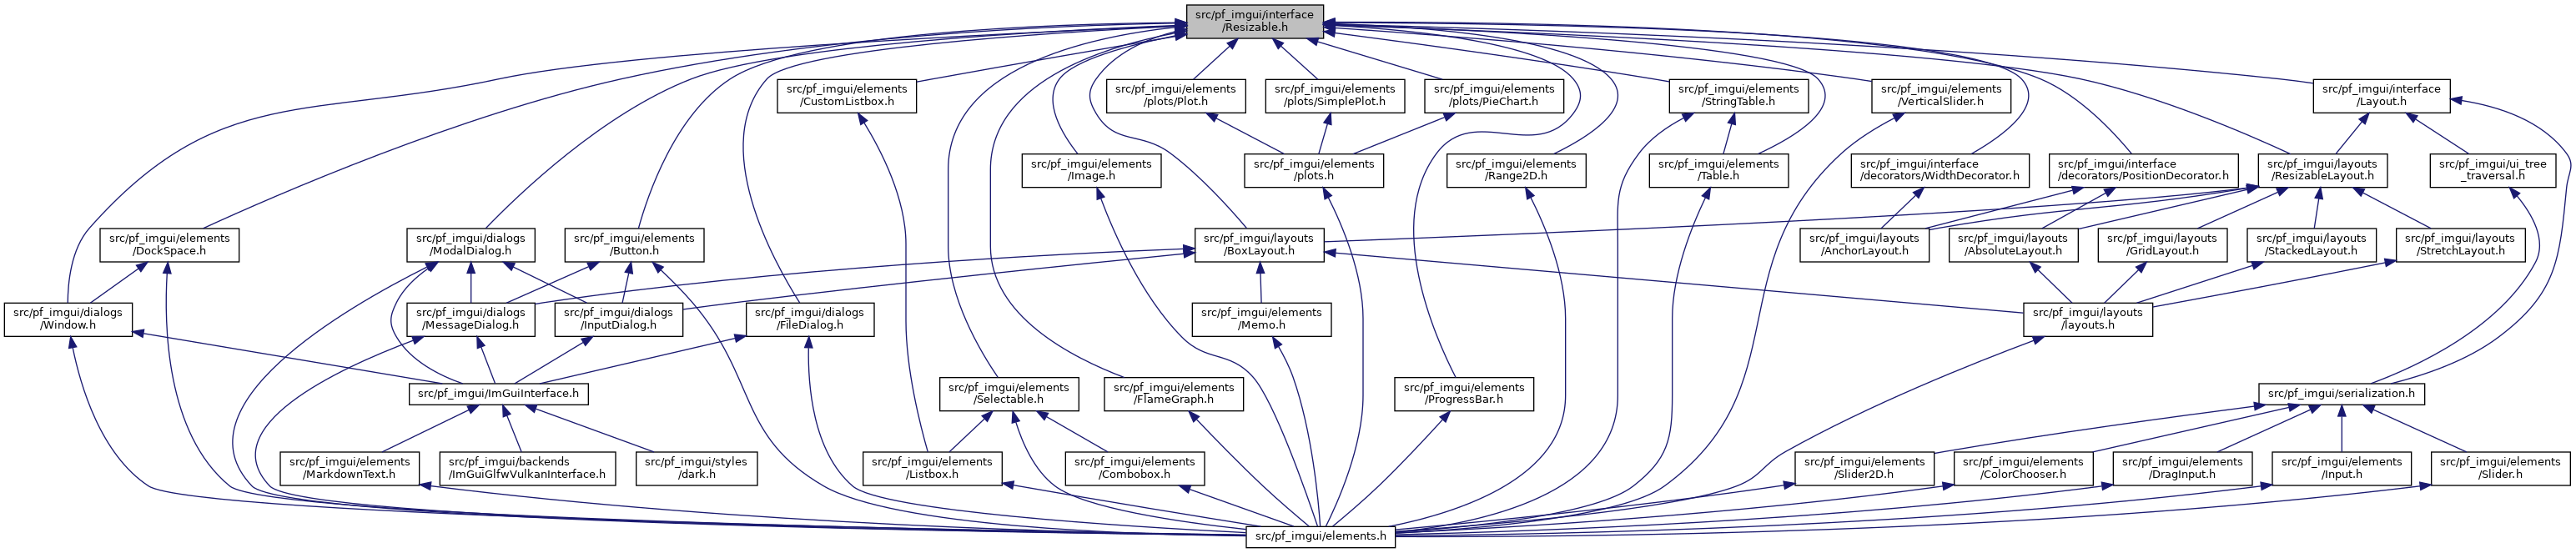 src/pf_imgui/interface
/Resizable.h
src/pf_imgui/elements
/CustomListbox.h
src/pf_imgui/elements
/plots/Plot.h
src/pf_imgui/elements
/plots/SimplePlot.h
src/pf_imgui/elements
/plots/PieChart.h
src/pf_imgui/elements
/StringTable.h
src/pf_imgui/elements
/VerticalSlider.h
src/pf_imgui/interface
/Layout.h
src/pf_imgui/elements
/Image.h
src/pf_imgui/elements
/plots.h
src/pf_imgui/elements
/Range2D.h
src/pf_imgui/elements
/Table.h
src/pf_imgui/interface
/decorators/WidthDecorator.h
src/pf_imgui/interface
/decorators/PositionDecorator.h
src/pf_imgui/layouts
/ResizableLayout.h
src/pf_imgui/ui_tree
_traversal.h
src/pf_imgui/elements
/DockSpace.h
src/pf_imgui/dialogs
/ModalDialog.h
src/pf_imgui/elements
/Button.h
src/pf_imgui/layouts
/BoxLayout.h
src/pf_imgui/layouts
/AnchorLayout.h
src/pf_imgui/layouts
/AbsoluteLayout.h
src/pf_imgui/layouts
/GridLayout.h
src/pf_imgui/layouts
/StackedLayout.h
src/pf_imgui/layouts
/StretchLayout.h
src/pf_imgui/dialogs
/Window.h
src/pf_imgui/dialogs
/MessageDialog.h
src/pf_imgui/dialogs
/InputDialog.h
src/pf_imgui/dialogs
/FileDialog.h
src/pf_imgui/elements
/Memo.h
src/pf_imgui/layouts
/layouts.h
src/pf_imgui/ImGuiInterface.h
src/pf_imgui/elements
/Selectable.h
src/pf_imgui/elements
/FlameGraph.h
src/pf_imgui/elements
/ProgressBar.h
src/pf_imgui/serialization.h
src/pf_imgui/elements
/MarkdownText.h
src/pf_imgui/backends
/ImGuiGlfwVulkanInterface.h
src/pf_imgui/styles
/dark.h
src/pf_imgui/elements
/Listbox.h
src/pf_imgui/elements
/Combobox.h
src/pf_imgui/elements
/Slider2D.h
src/pf_imgui/elements
/ColorChooser.h
src/pf_imgui/elements
/DragInput.h
src/pf_imgui/elements
/Input.h
src/pf_imgui/elements
/Slider.h
src/pf_imgui/elements.h